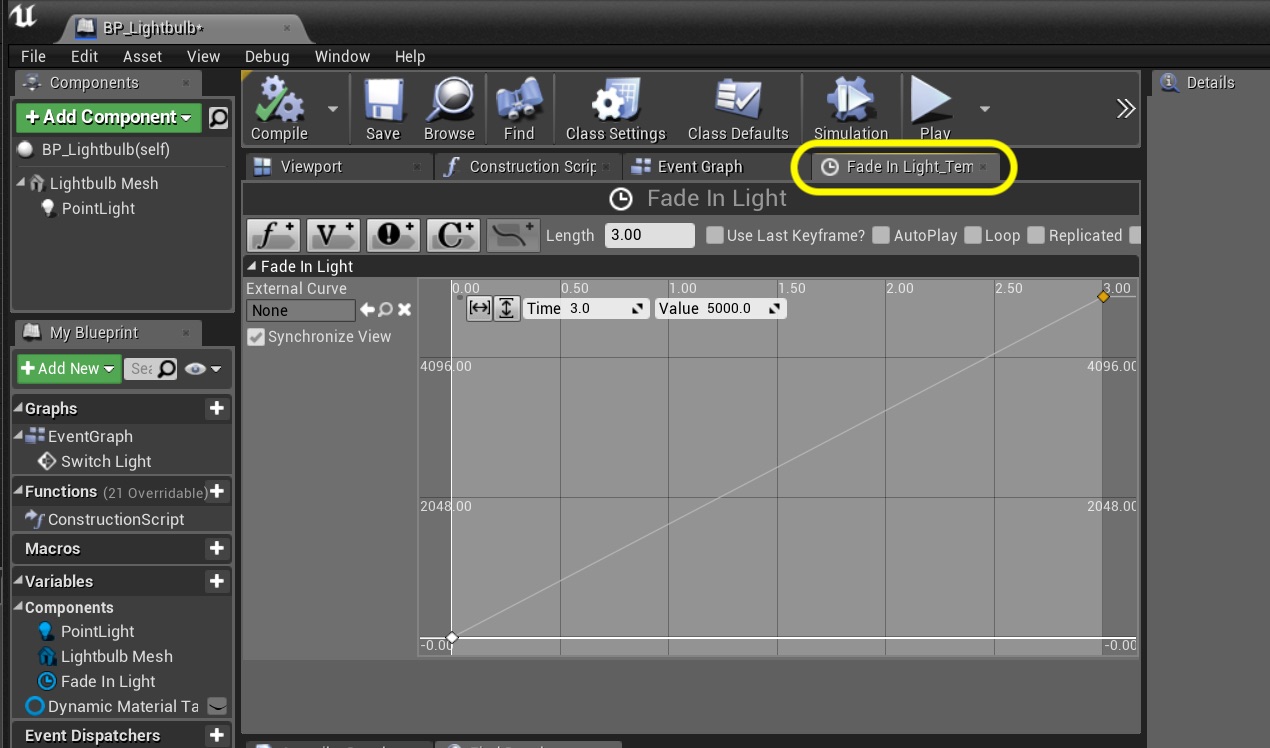 BP_Lightbulb*
File Edit Asset View Debug Window Help
Components
+ Add Component
BP_Lightbulb(self)
Lightbulb Mesh
PointLight
My Blueprint
+ Add New
Sea
Graphs
EventGraph
Switch Light
Functions (21 Overridable)
ConstructionScript
Macros
Variables
Components
PointLight
Lightbulb Mesh
Fade In Light
Dynamic Material Ta
Event Dispatchers
Compile Save Browse Find Class Settings Class Defaults Simulation Play
Viewport Construction Scrip Event Graph Fade In Light_Tem
Fade In Light
f+ V+ !+ C+ Length 3.00 Use Last Keyframe? AutoPlay Loop Replicated
Fade In Light
External Curve
None
Synchronize View
0.00 0.50 1.00 1.50 2.00 2.50 3.00
Time 3.0 Value 5000.0
4096.00 4096.00
2048.00 2048.00
-0.00 -0.00
Details